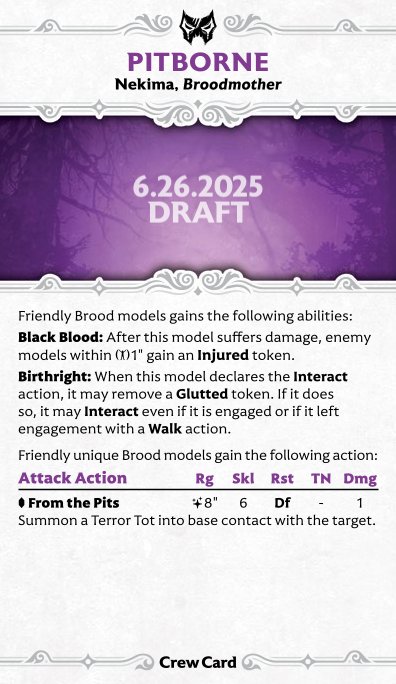 PITBORNE
Nekima, Broodmother
6.26.2025
DRAFT
Friendly Brood models gains the following abilities:
Black Blood: After this model suffers damage, enemy
models within 1" gain an Injured token.
Birthright: When this model declares the Interact
action, it may remove a Glutted token. If it does
so, it may Interact even if it is engaged or if it left
engagement with a Walk action.
Friendly unique Brood models gain the following action:
Attack Action Rg Skl Rst TN Dmg
From the Pits 8" 6 Df - 1
Summon a Terror Tot into base contact with the target.
Crew Card